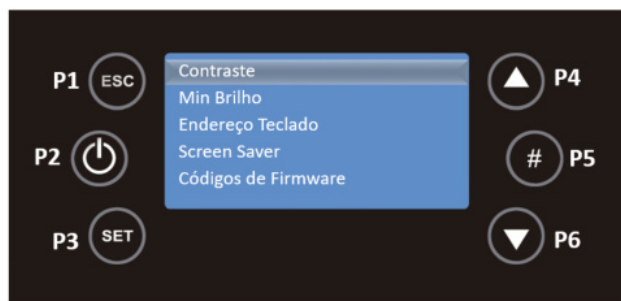 P1 ESC
P2
P3 SET
Contraste
Min Brilho
Endereço Teclado
Screen Saver
Códigos de Firmware
P4
# P5
P6